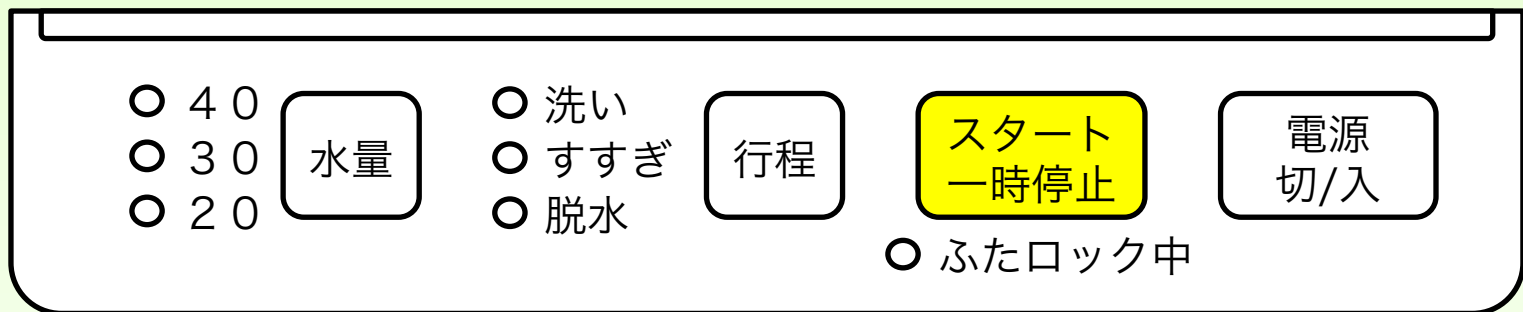 ４０
３０
２０
水量
洗い
すすぎ
脱水
行程
スタート
一時停止
ふたロック中
電源
切/入